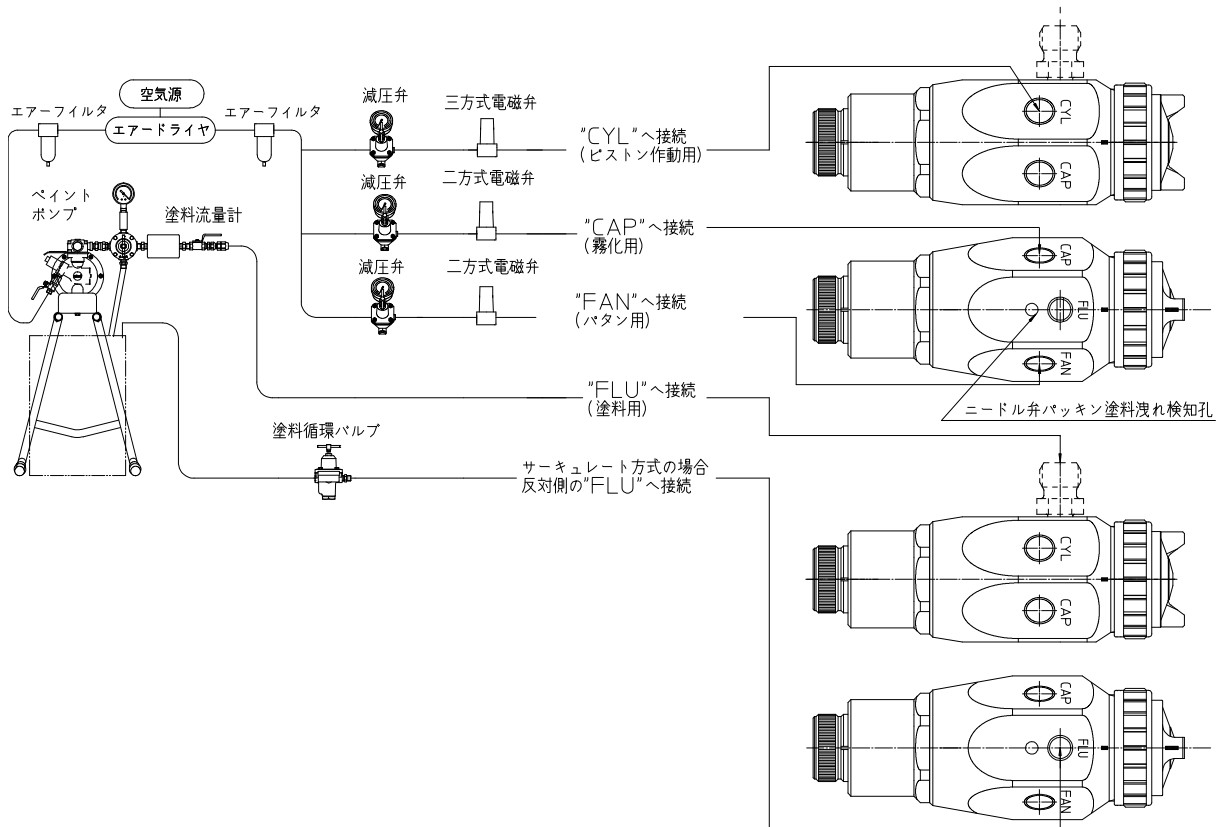 空気源
エアーフィルタ
エアードライヤ
エアーフィルタ
減圧弁
三方式電磁弁
"CYL"へ接続
(ピストン作動用)
ペイント
ポンプ
塗料流量計
減圧弁
二方式電磁弁
"CAP"へ接続
(霧化用)
減圧弁
二方式電磁弁
"FAN"へ接続
(パタン用)
"FLU"へ接続
(塗料用)
塗料循環バルブ
サーキュレート方式の場合
反対側の"FLU"へ接続
CYL
CAP
CAP
FLU
FAN
ニードル弁パッキン塗料洩れ検知孔
CYL
CAP
CAP
FLU
FAN